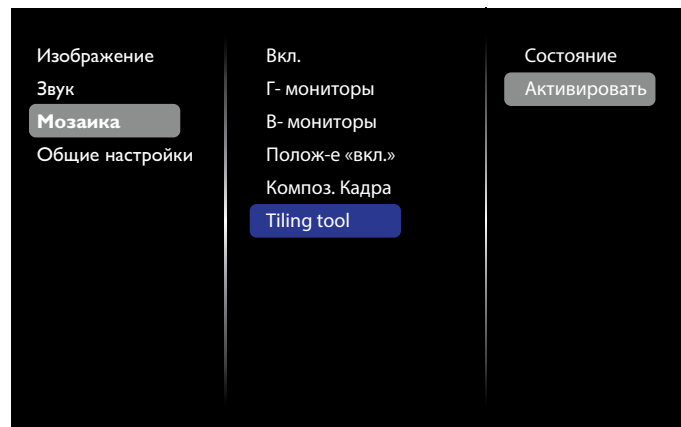 Изображение
Звук
Мозаика
Общие настройки
Вкл.
Г- мониторы
В- мониторы
Полож-е «вкл.»
Композ. Кадра
Tiling tool
Состояние
Активировать